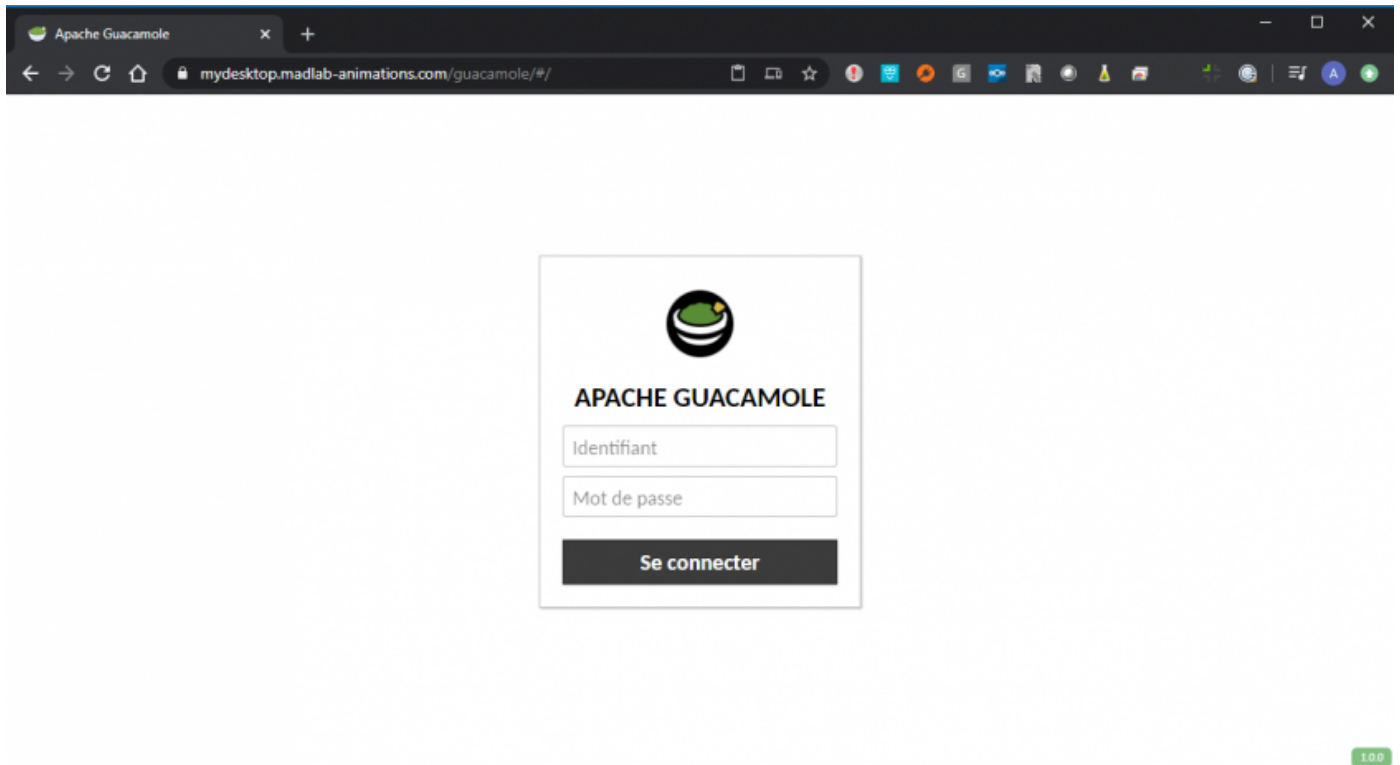 Apache Guacamole
mydesktop.madlab-animations.com/guacamole/#/
G
A
APACHE GUACAMOLE
Identifiant
Mot de passe
Se connecter
1.0.0